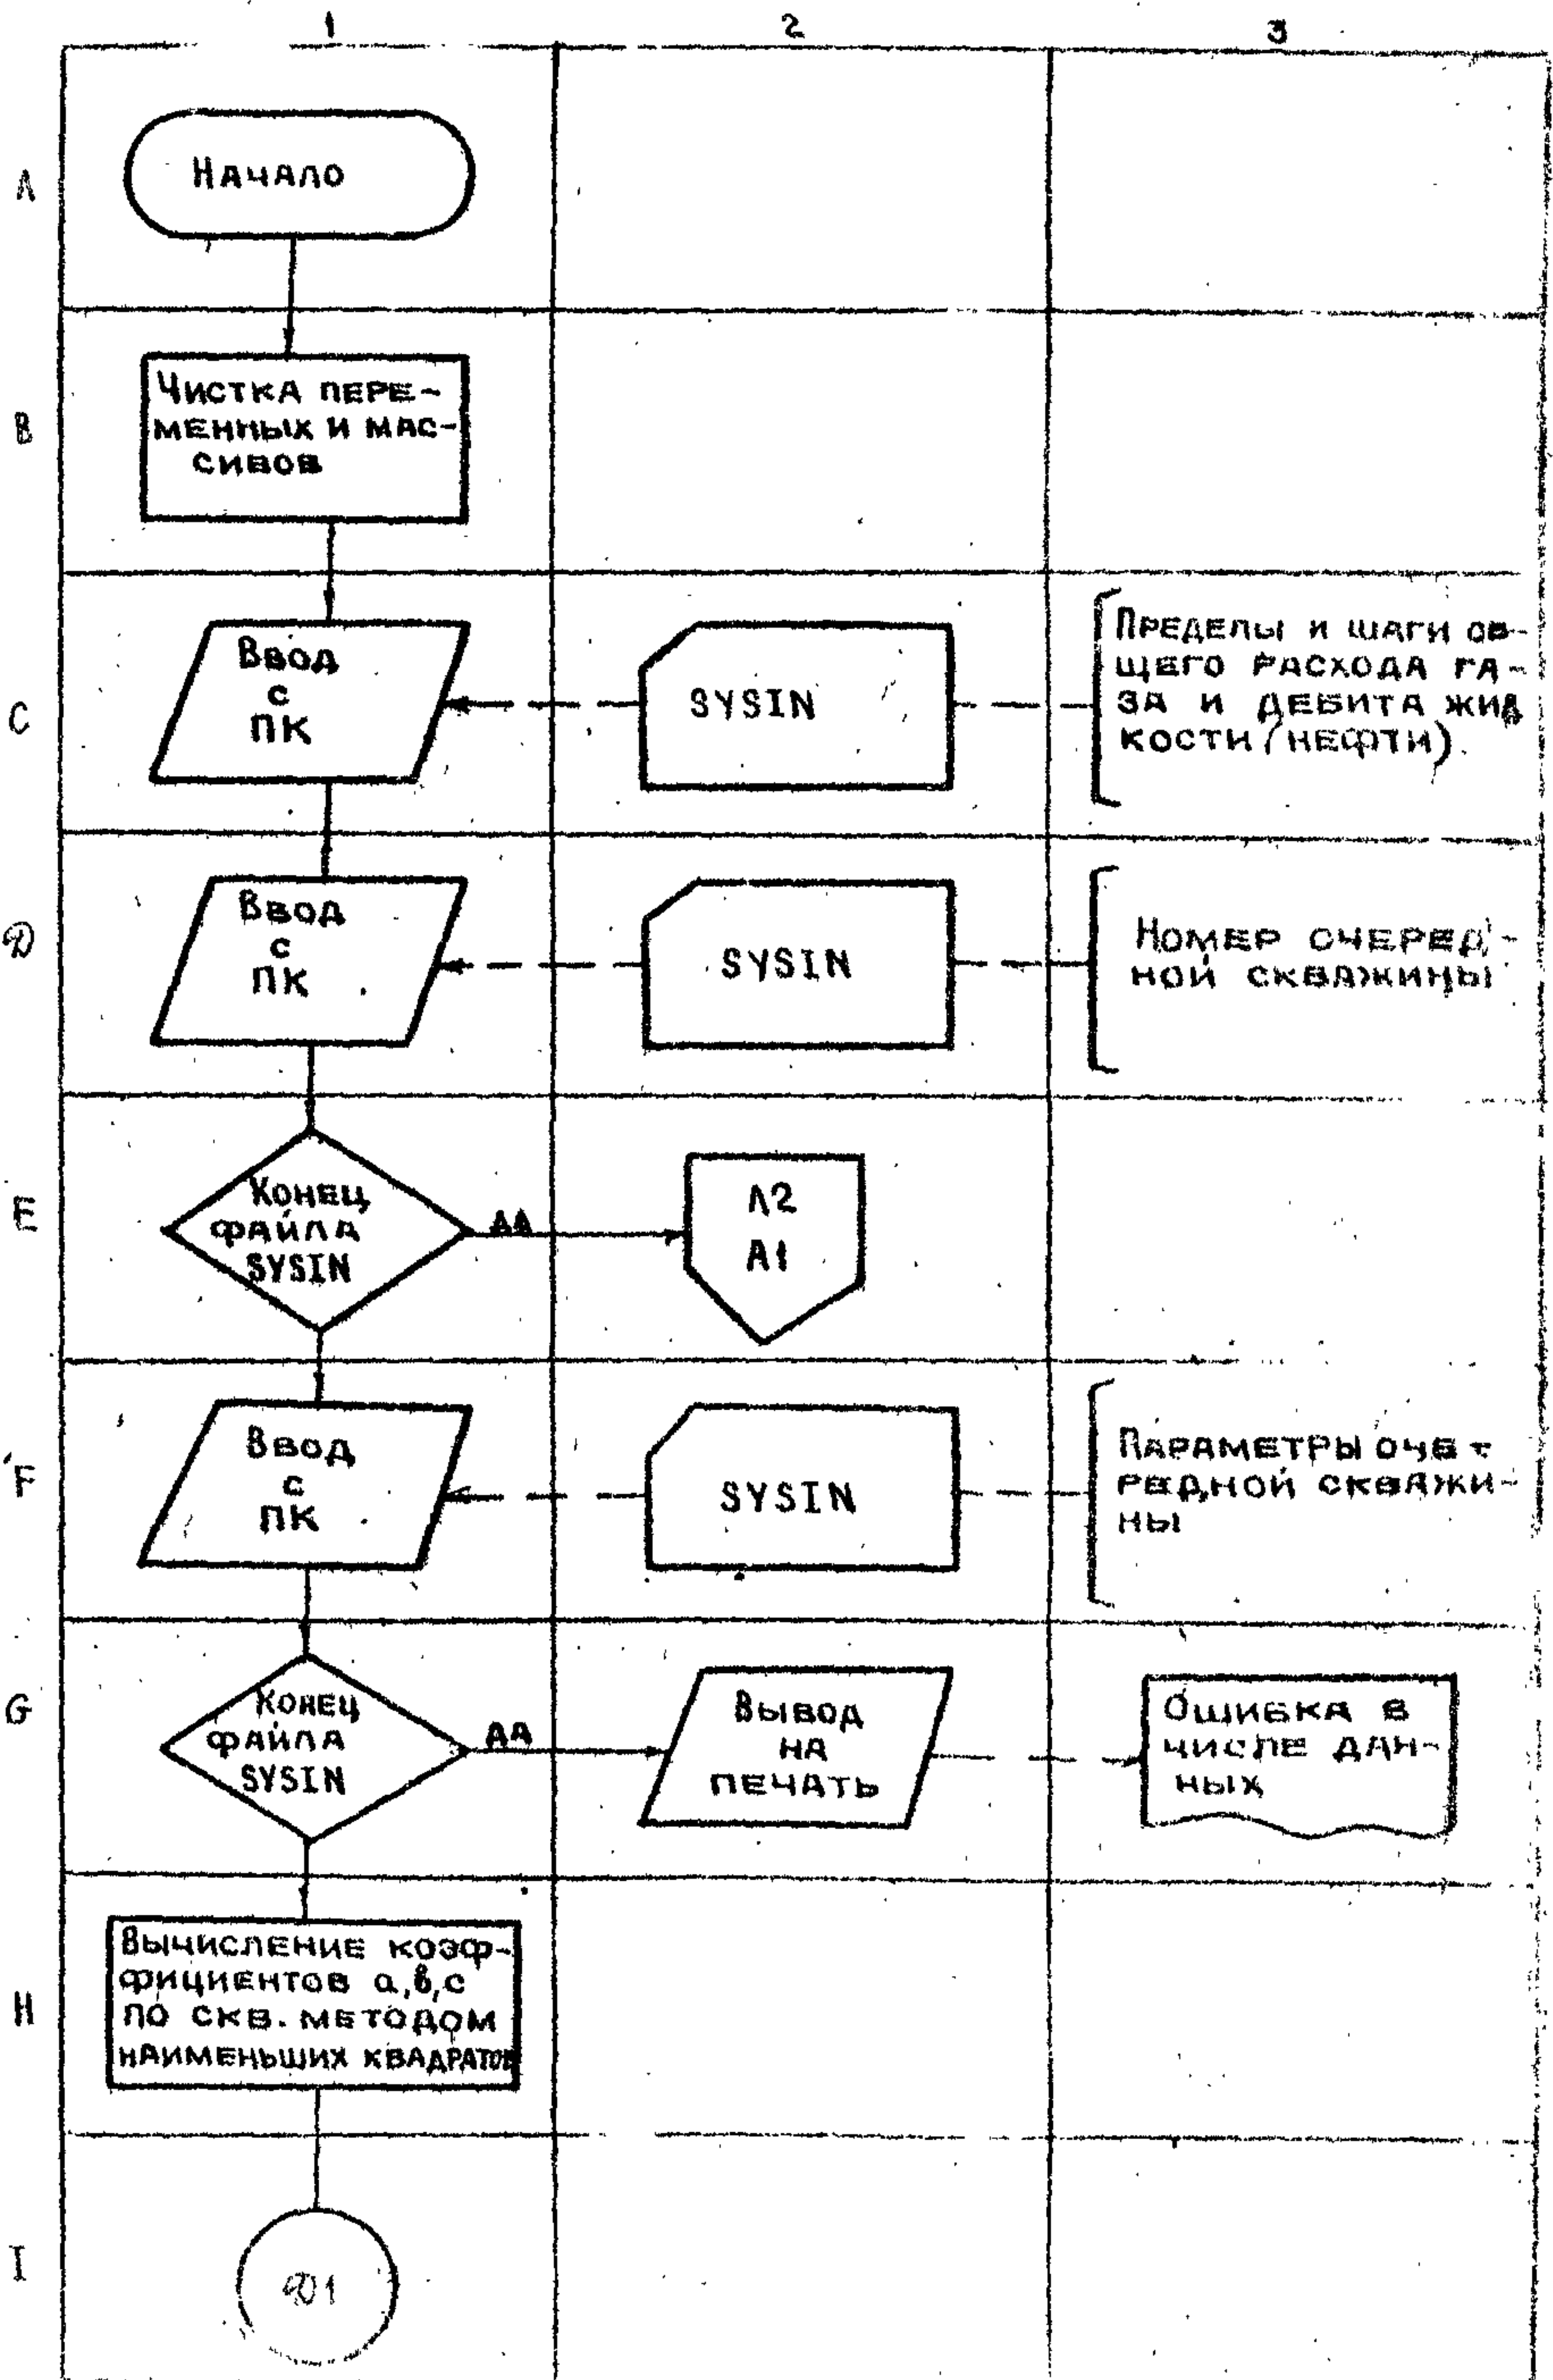 1 2 3
А
Начало
B
Чистка пере-
менных и мас-
сивов
C
Ввод
с
ПК
SYSIN
Пределы и шаги об-
щего расхода га-
за и дебита жид
кости (нефти).
D
Ввод
с
ПК
SYSIN
Номер очеред-
ной скважины
E
Конец
файла
SYSIN
ДА
Л2
А1
F
Ввод
с
ПК
SYSIN
Параметры оче-
редной скважи-
ны
G
Конец
файла
SYSIN
ДА
Вывод
на
печать
Ошибка в
числе дан-
ных
H
Вычисление коэф-
фициентов а,в,с
по скв. методом
наименьших квадратов
I
D1